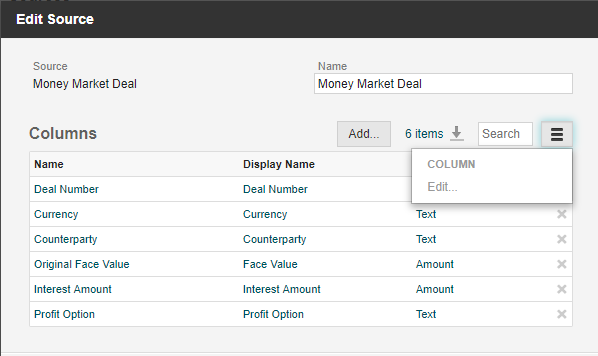 Edit Source
Source Name
Money Market Deal Money Market Deal
Columns Add... 6 items Search
COLUMN
Edit...
Name Display Name
Deal Number Deal Number
Currency Currency Text
Counterparty Counterparty Text
Original Face Value Face Value Amount
Interest Amount Interest Amount Amount
Profit Option Profit Option Text